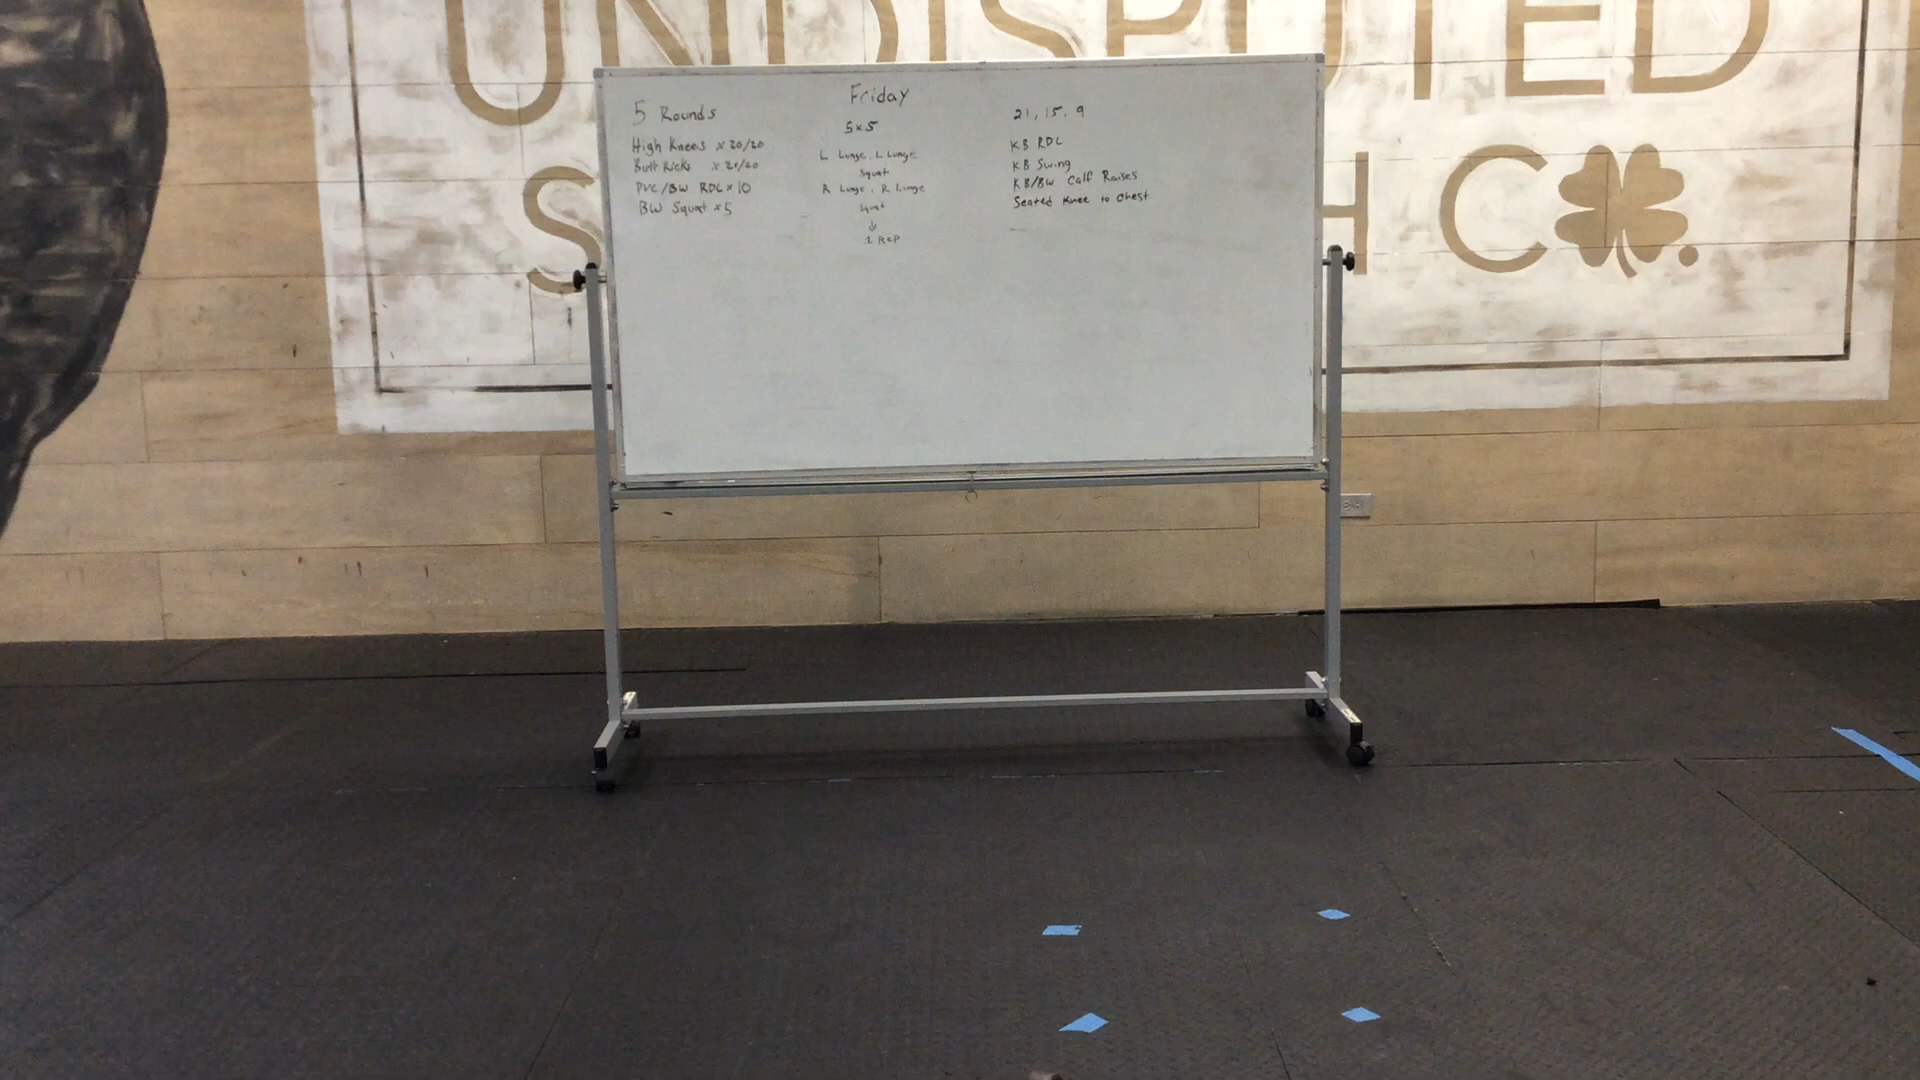 UNDISPUTED
S H CO.
Friday
5 Rounds
High Knees x 20/20
Butt Kicks x 20/20
PVC/BW RDL x 10
BW Squat x 5
5x5
L Lunge, L Lunge
Squat
R Lunge, R Lunge
Squat
↓
1 Rep
21, 15, 9
KB RDL
KB Swing
KB/BW Calf Raises
Seated Knee to Chest